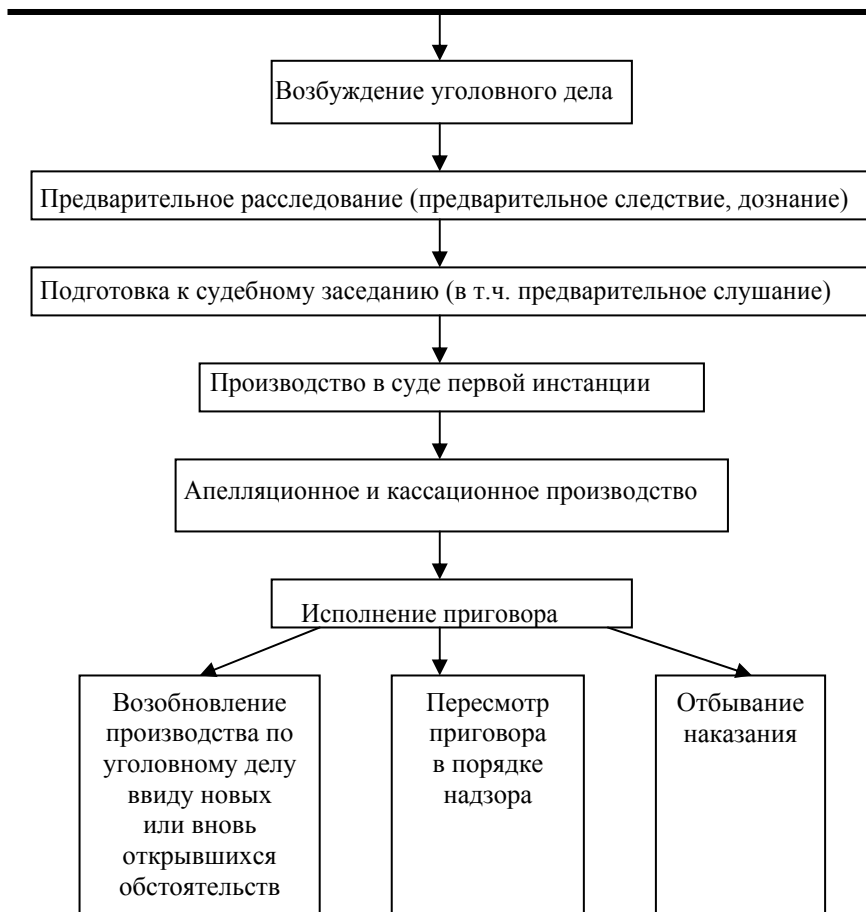 Возбуждение уголовного дела
Предварительное расследование (предварительное следствие, дознание)
Подготовка к судебному заседанию (в т.ч. предварительное слушание)
Производство в суде первой инстанции
Апелляционное и кассационное производство
Исполнение приговора
Возобновление
производства по
уголовному делу
ввиду новых
или вновь
открывшихся
обстоятельств
Пересмотр
приговора
в порядке
надзора
Отбывание
наказания